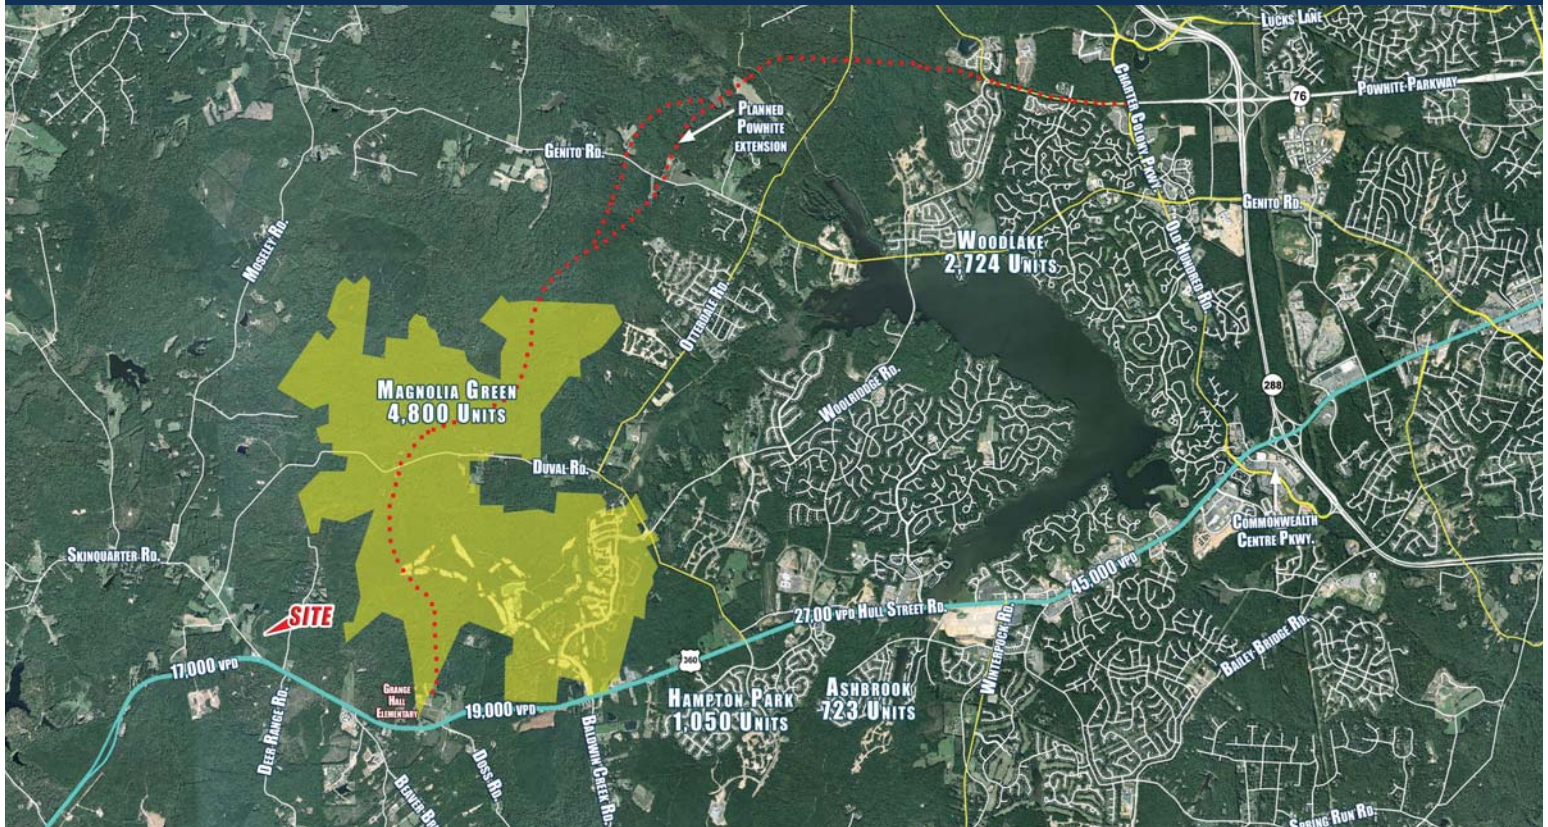 Lucks Lane
Powhite Parkway
76
Charter Colony Pkwy.
Planned
Powhite
extension
Genito Rd.
Genito Rd.
Moseley Rd.
Old Hundred Rd.
Woodlake
2,724 Units
Otterdale Rd.
Woolridge Rd.
Magnolia Green
4,800 Units
288
Duval Rd.
Commonwealth
Centre Pkwy.
Skinquarter Rd.
SITE
45,000 vpd
27,00 vpd Hull Street Rd.
Winterpock Rd.
Bailey Bridge Rd.
360
17,000 vpd
Grange
Hall
Elementary
19,000 vpd
Hampton Park
1,050 Units
Ashbrook
723 Units
Deer Range Rd.
Doss Rd.
Baldwin Creek Rd.
Beaver Br
Spring Run Rd.